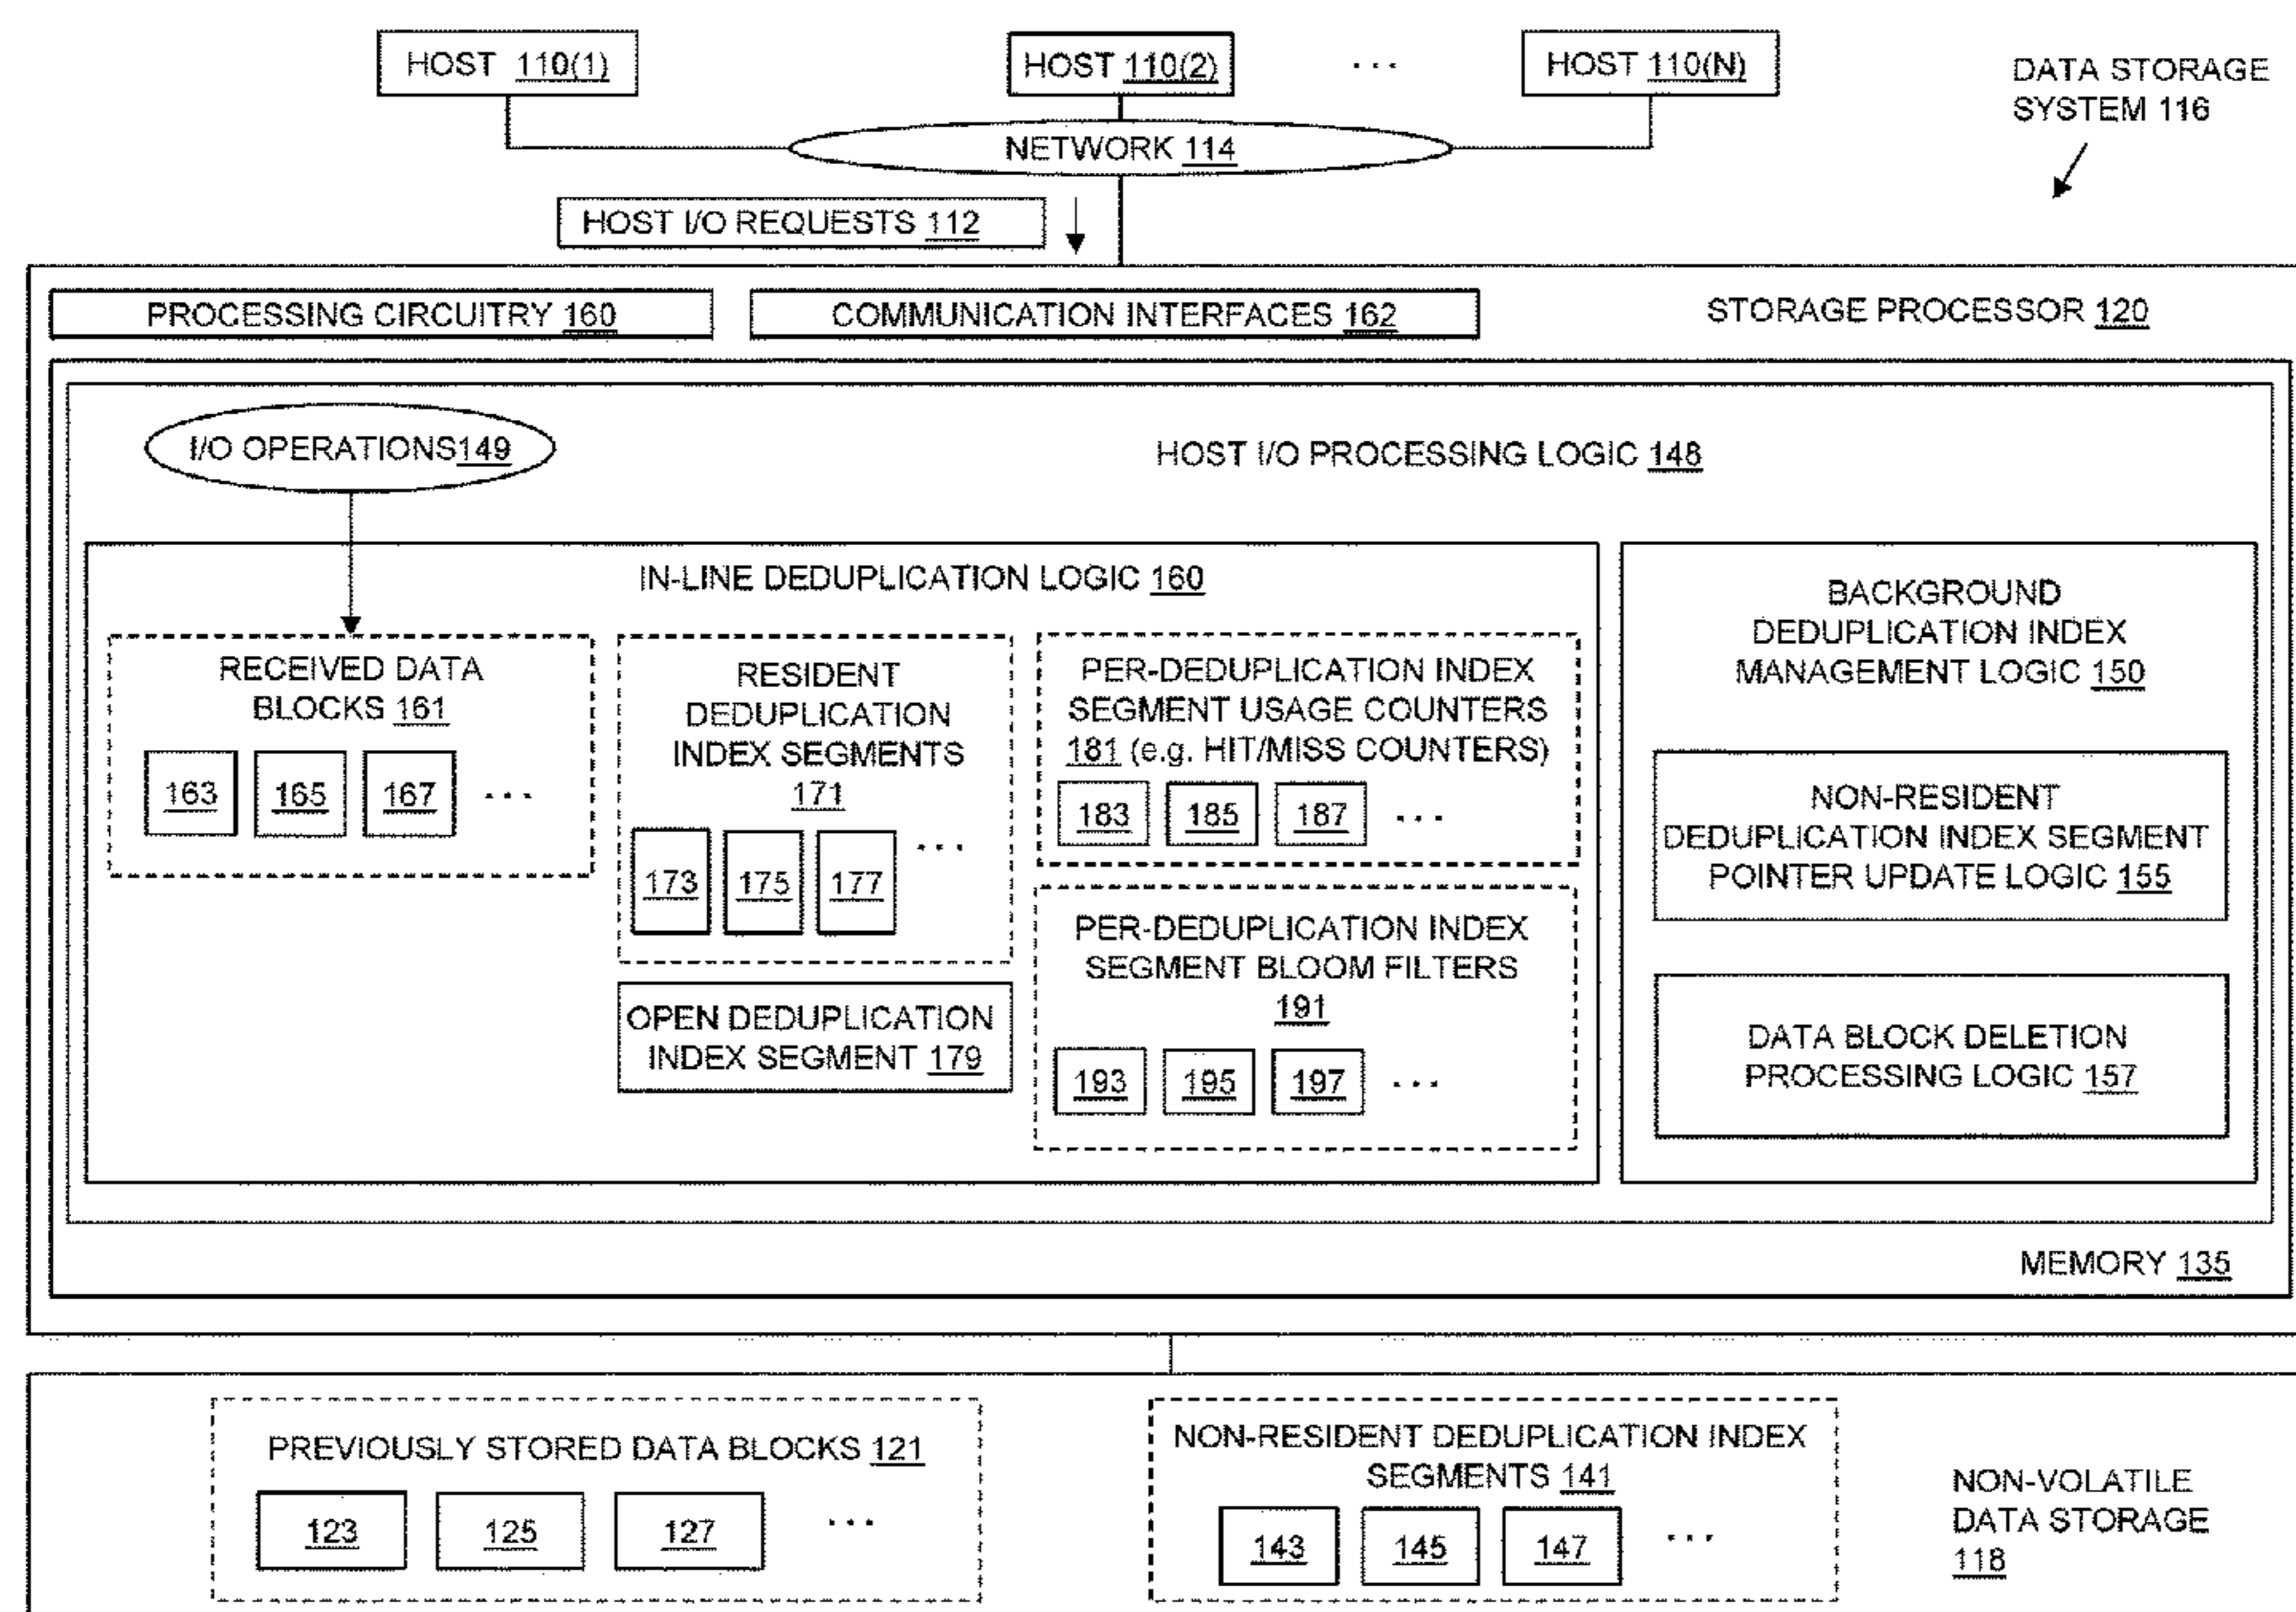 HOST 110(1)
HOST 110(2)
...
HOST 110(N)
DATA STORAGE
SYSTEM 116
NETWORK 114
HOST I/O REQUESTS 112
PROCESSING CIRCUITRY 160
COMMUNICATION INTERFACES 162
STORAGE PROCESSOR 120
I/O OPERATIONS149
HOST I/O PROCESSING LOGIC 148
IN-LINE DEDUPLICATION LOGIC 160
RECEIVED DATA
BLOCKS 161
163 165 167 ...
RESIDENT
DEDUPLICATION
INDEX SEGMENTS
171
173 175 177 ...
OPEN DEDUPLICATION
INDEX SEGMENT 179
PER-DEDUPLICATION INDEX
SEGMENT USAGE COUNTERS
181 (e.g. HIT/MISS COUNTERS)
183 185 187 ...
PER-DEDUPLICATION INDEX
SEGMENT BLOOM FILTERS
191
193 195 197 ...
BACKGROUND
DEDUPLICATION INDEX
MANAGEMENT LOGIC 150
NON-RESIDENT
DEDUPLICATION INDEX SEGMENT
POINTER UPDATE LOGIC 155
DATA BLOCK DELETION
PROCESSING LOGIC 157
MEMORY 135
PREVIOUSLY STORED DATA BLOCKS 121
123 125 127 ...
NON-RESIDENT DEDUPLICATION INDEX
SEGMENTS 141
143 145 147 ...
NON-VOLATILE
DATA STORAGE
118